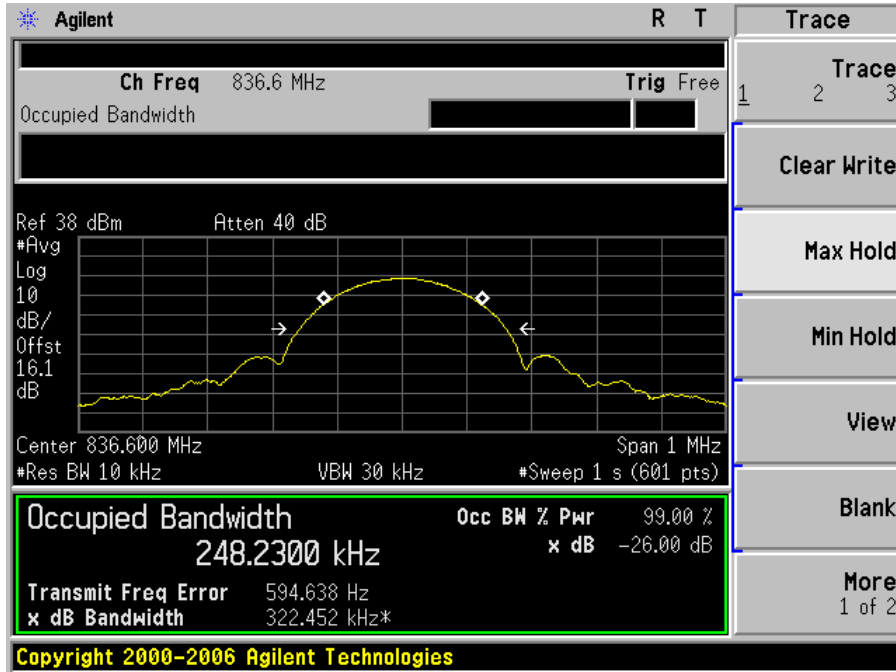 Agilent R T Trace
Ch Freq 836.6 MHz Trig Free
Occupied Bandwidth
Trace
1 2 3
Clear Write
Max Hold
Min Hold
View
Blank
More
1 of 2
Ref 38 dBm Atten 40 dB
#Avg
Log
10
dB/
Offst
16.1
dB
Center 836.600 MHz Span 1 MHz
#Res BW 10 kHz VBW 30 kHz #Sweep 1 s (601 pts)
Occupied Bandwidth Occ BW % Pwr 99.00 %
248.2300 kHz x dB -26.00 dB
Transmit Freq Error 594.638 Hz
x dB Bandwidth 322.452 kHz*
Copyright 2000-2006 Agilent Technologies